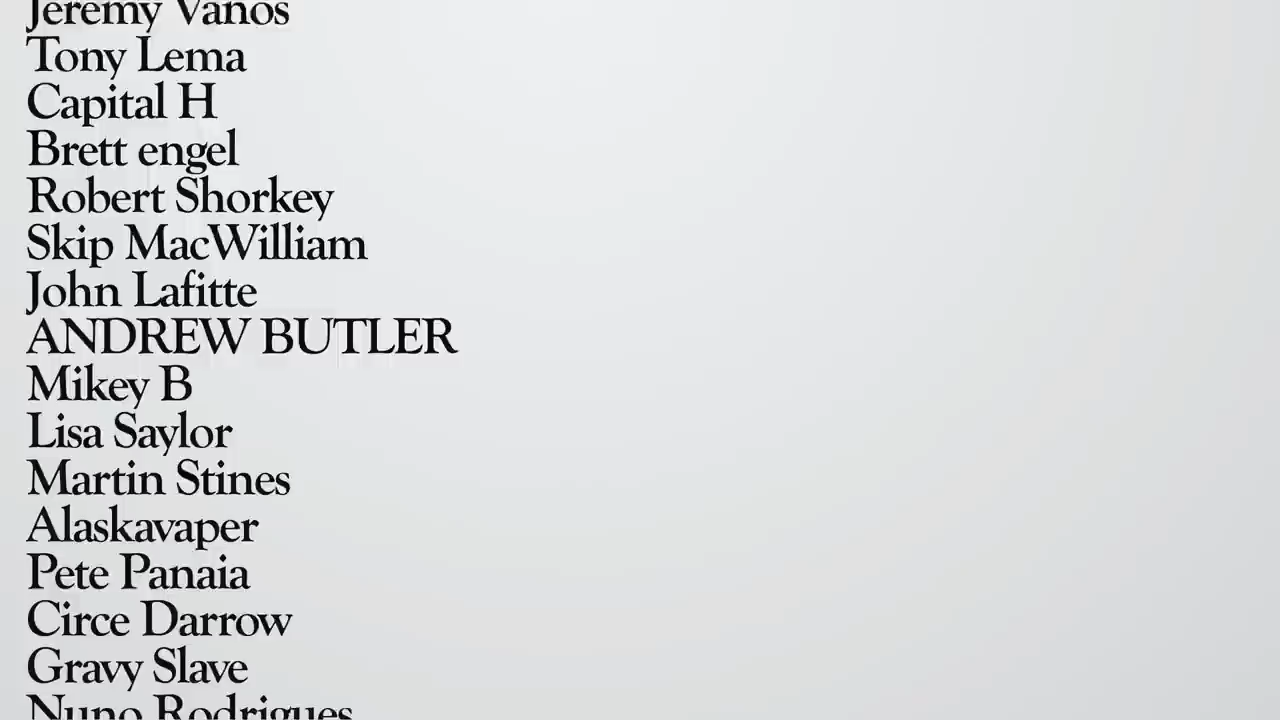 Jeremy Vanos
Tony Lema
Capital H
Brett engel
Robert Shorkey
Skip MacWilliam
John Lafitte
ANDREW BUTLER
Mikey B
Lisa Saylor
Martin Stines
Alaskavaper
Pete Panaia
Circe Darrow
Gravy Slave
Nuno Rodrigues